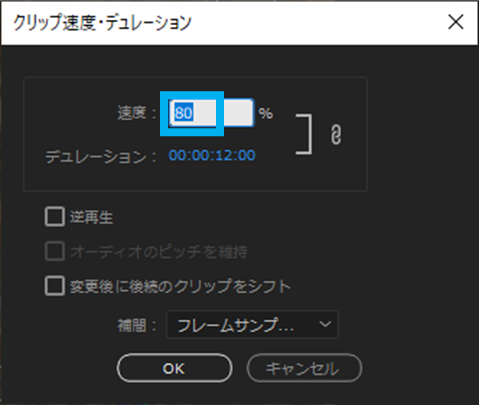 クリップ速度・デュレーション
速度： 80 %
デュレーション： 00:00:12:00
逆再生
オーディオのピッチを維持
変更後に後続のクリップをシフト
補間： フレームサンプ...
OK キャンセル